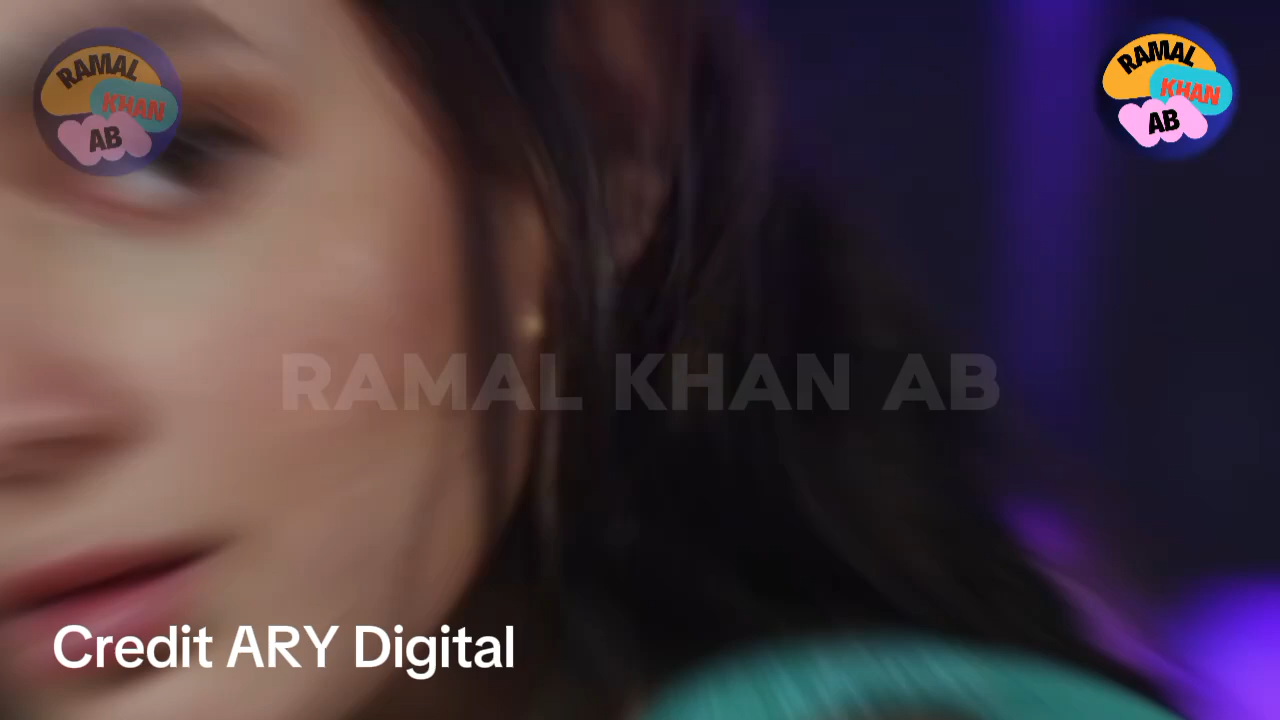 RAMAL
KHAN
AB
RAMAL
KHAN
AB
RAMAL KHAN AB
Credit ARY Digital